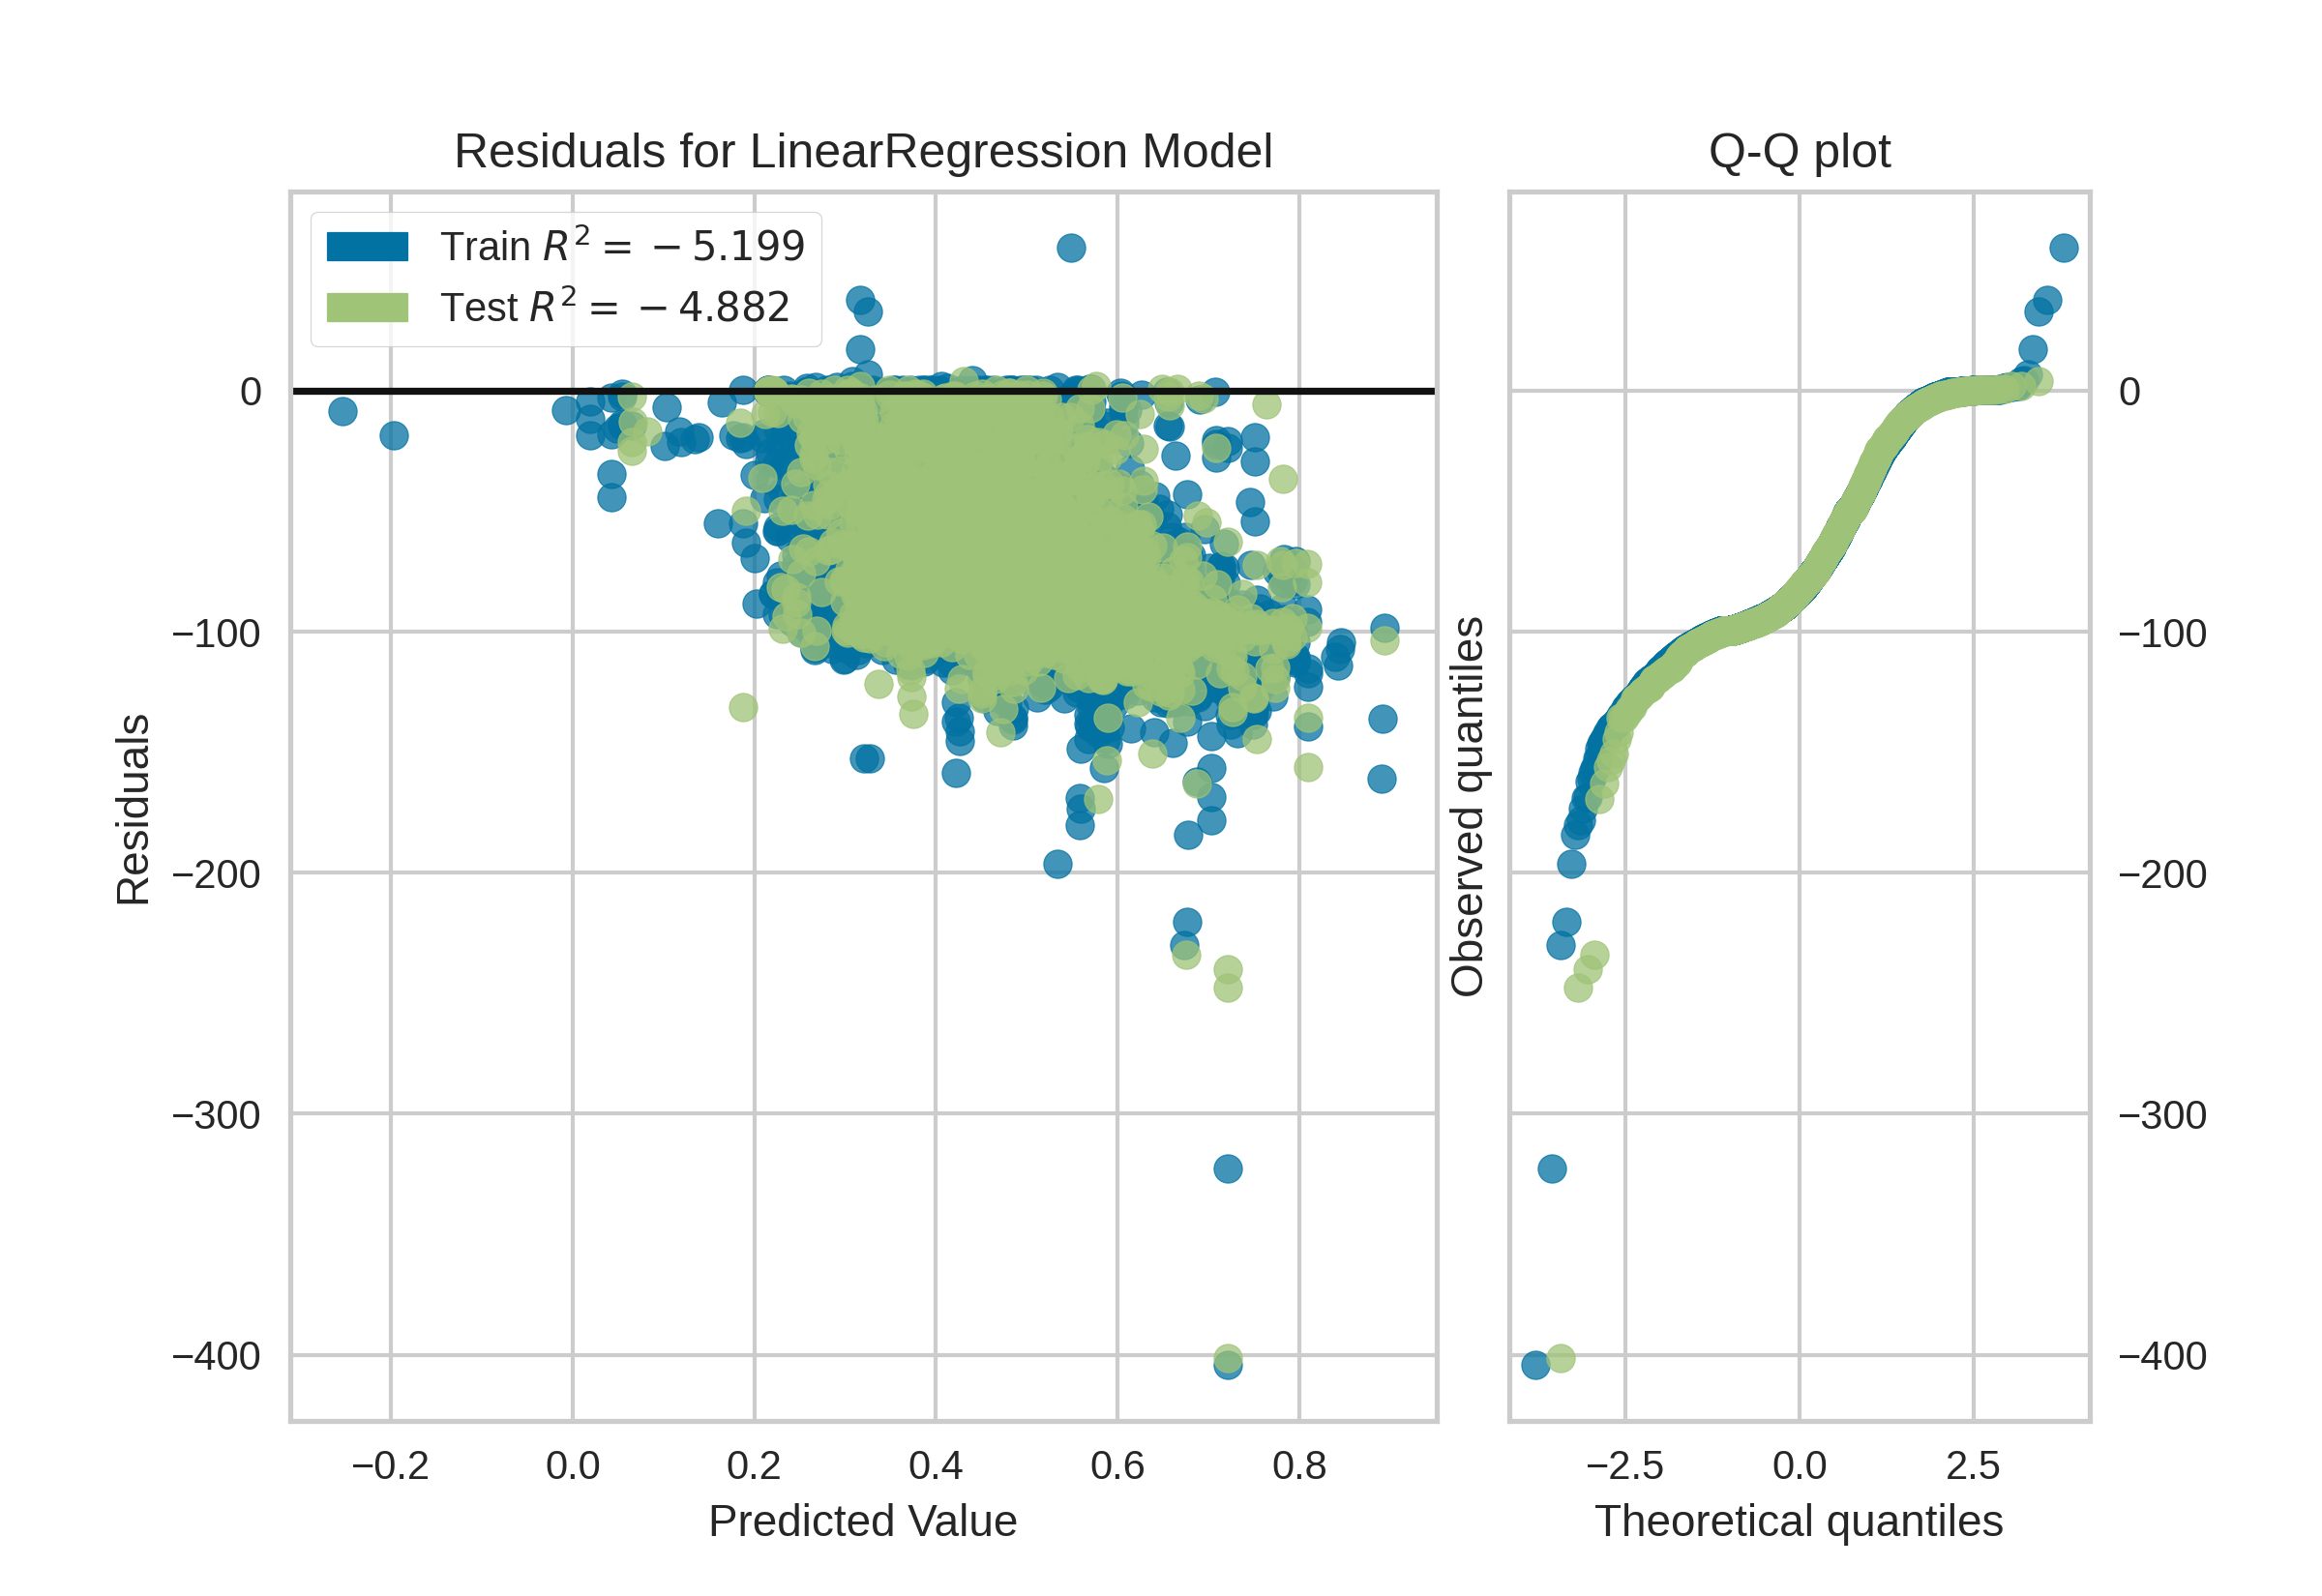 Residuals for LinearRegression Model
Train R² = −5.199
Test R² = −4.882
0
−100
−200
−300
−400
Residuals
−0.2 0.0 0.2 0.4 0.6 0.8
Predicted Value
Q-Q plot
Observed quantiles
0
−100
−200
−300
−400
−2.5 0.0 2.5
Theoretical quantiles